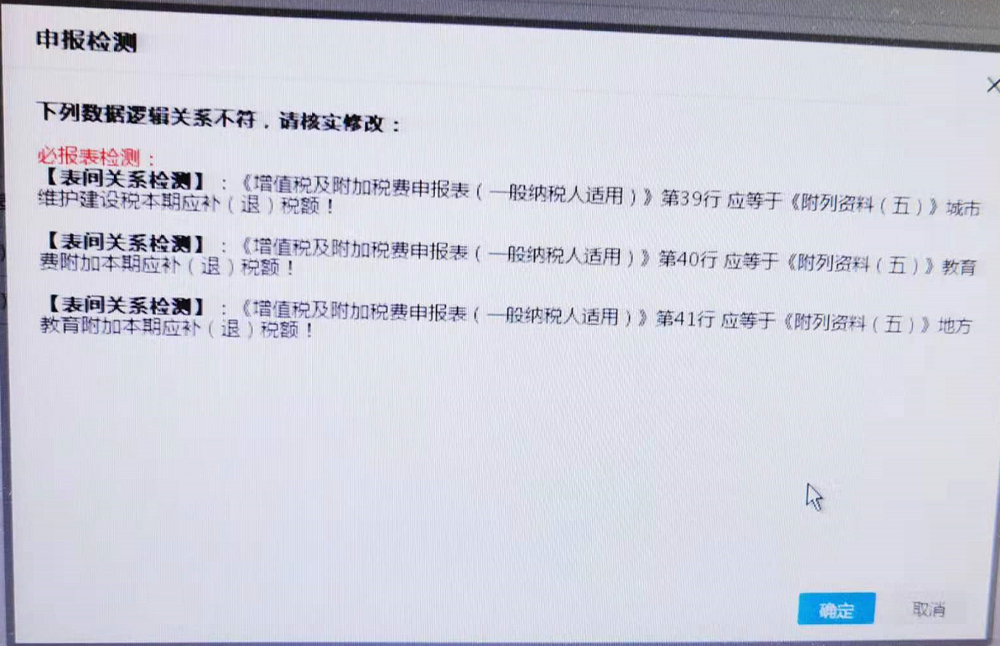 申报检测
下列数据逻辑关系不符，请核实修改：
必报表检测：
【表间关系检测】：《增值税及附加税费申报表（一般纳税人适用）》第39行 应等于《附列资料（五）》城市
维护建设税本期应补（退）税额！
【表间关系检测】：《增值税及附加税费申报表（一般纳税人适用）》第40行 应等于《附列资料（五）》教育
费附加本期应补（退）税额！
【表间关系检测】：《增值税及附加税费申报表（一般纳税人适用）》第41行 应等于《附列资料（五）》地方
教育附加本期应补（退）税额！
确定
取消